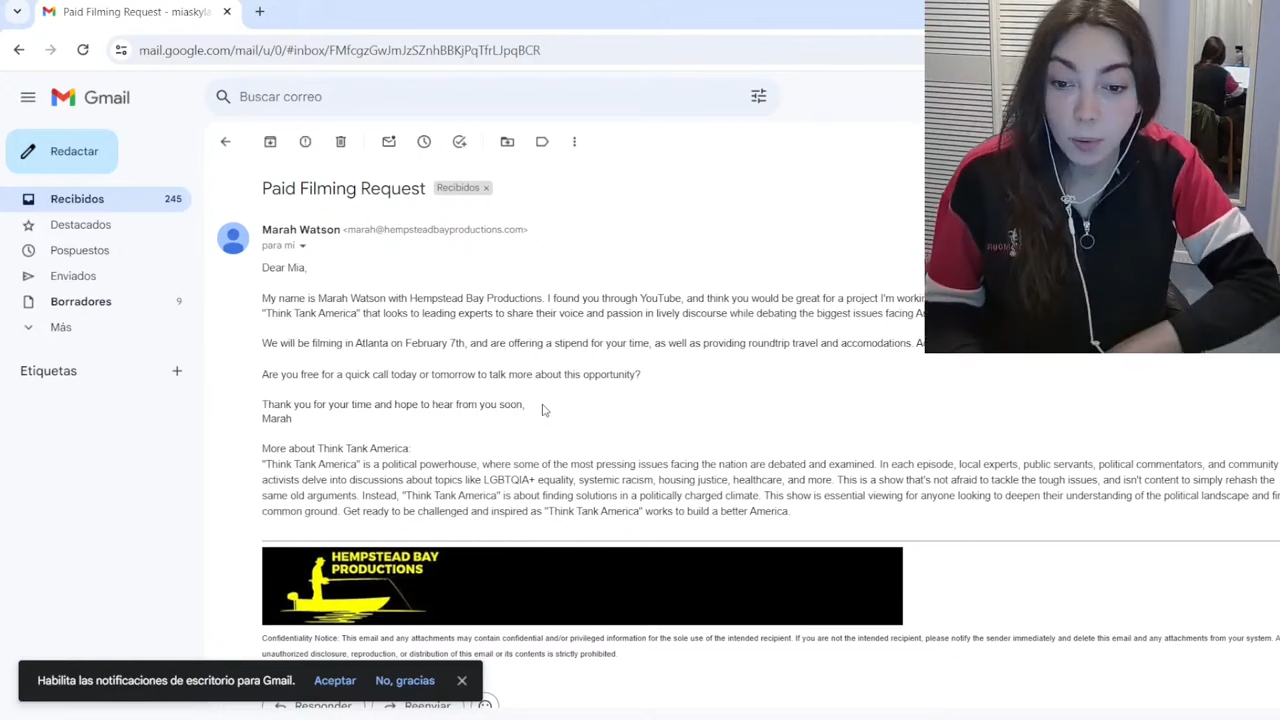 Paid Filming Request - miaskyla
mail.google.com/mail/u/0/#inbox/FMfcgzGwJmJzSZnhBBKjPqTfrLJpqBCR
Gmail
Buscar correo
Redactar
Recibidos 245
Destacados
Pospuestos
Enviados
Borradores 9
Más
Etiquetas
Paid Filming Request Recibidos
Marah Watson <marah@hempsteadbayproductions.com>
para mí
Dear Mia,
My name is Marah Watson with Hempstead Bay Productions. I found you through YouTube, and think you would be great for a project I'm
"Think Tank America" that looks to leading experts to share their voice and passion in lively discourse while debating the biggest issues facing
We will be filming in Atlanta on February 7th, and are offering a stipend for your time, as well as providing roundtrip travel and accomodations.
Are you free for a quick call today or tomorrow to talk more about this opportunity?
Thank you for your time and hope to hear from you soon,
Marah
More about Think Tank America:
"Think Tank America" is a political powerhouse, where some of the most pressing issues facing the nation are debated and examined. In each episode, local experts, public servants, political commentators, and community
activists delve into discussions about topics like LGBTQIA+ equality, systemic racism, housing justice, healthcare, and more. This is a show that's not afraid to tackle the tough issues, and isn't content to simply rehash the
same old arguments. Instead, "Think Tank America" is about finding solutions in a politically charged climate. This show is essential viewing for anyone looking to deepen their understanding of the political landscape and
common ground. Get ready to be challenged and inspired as "Think Tank America" works to build a better America.
HEMPSTEAD BAY
PRODUCTIONS
Confidentiality Notice: This email and any attachments may contain confidential and/or privileged information for the sole use of the intended recipient. If you are not the intended recipient, please notify the sender immediately and delete this email and any attachments from your system.
unauthorized disclosure, reproduction, or distribution of this email or its contents is strictly prohibited.
Habilita las notificaciones de escritorio para Gmail. Aceptar No, gracias
Responder Reenviar